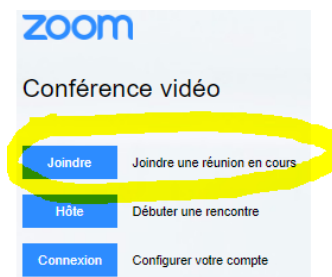 zoom
Conférence vidéo
Joindre Joindre une réunion en cours
Hôte Débuter une rencontre
Connexion Configurer votre compte